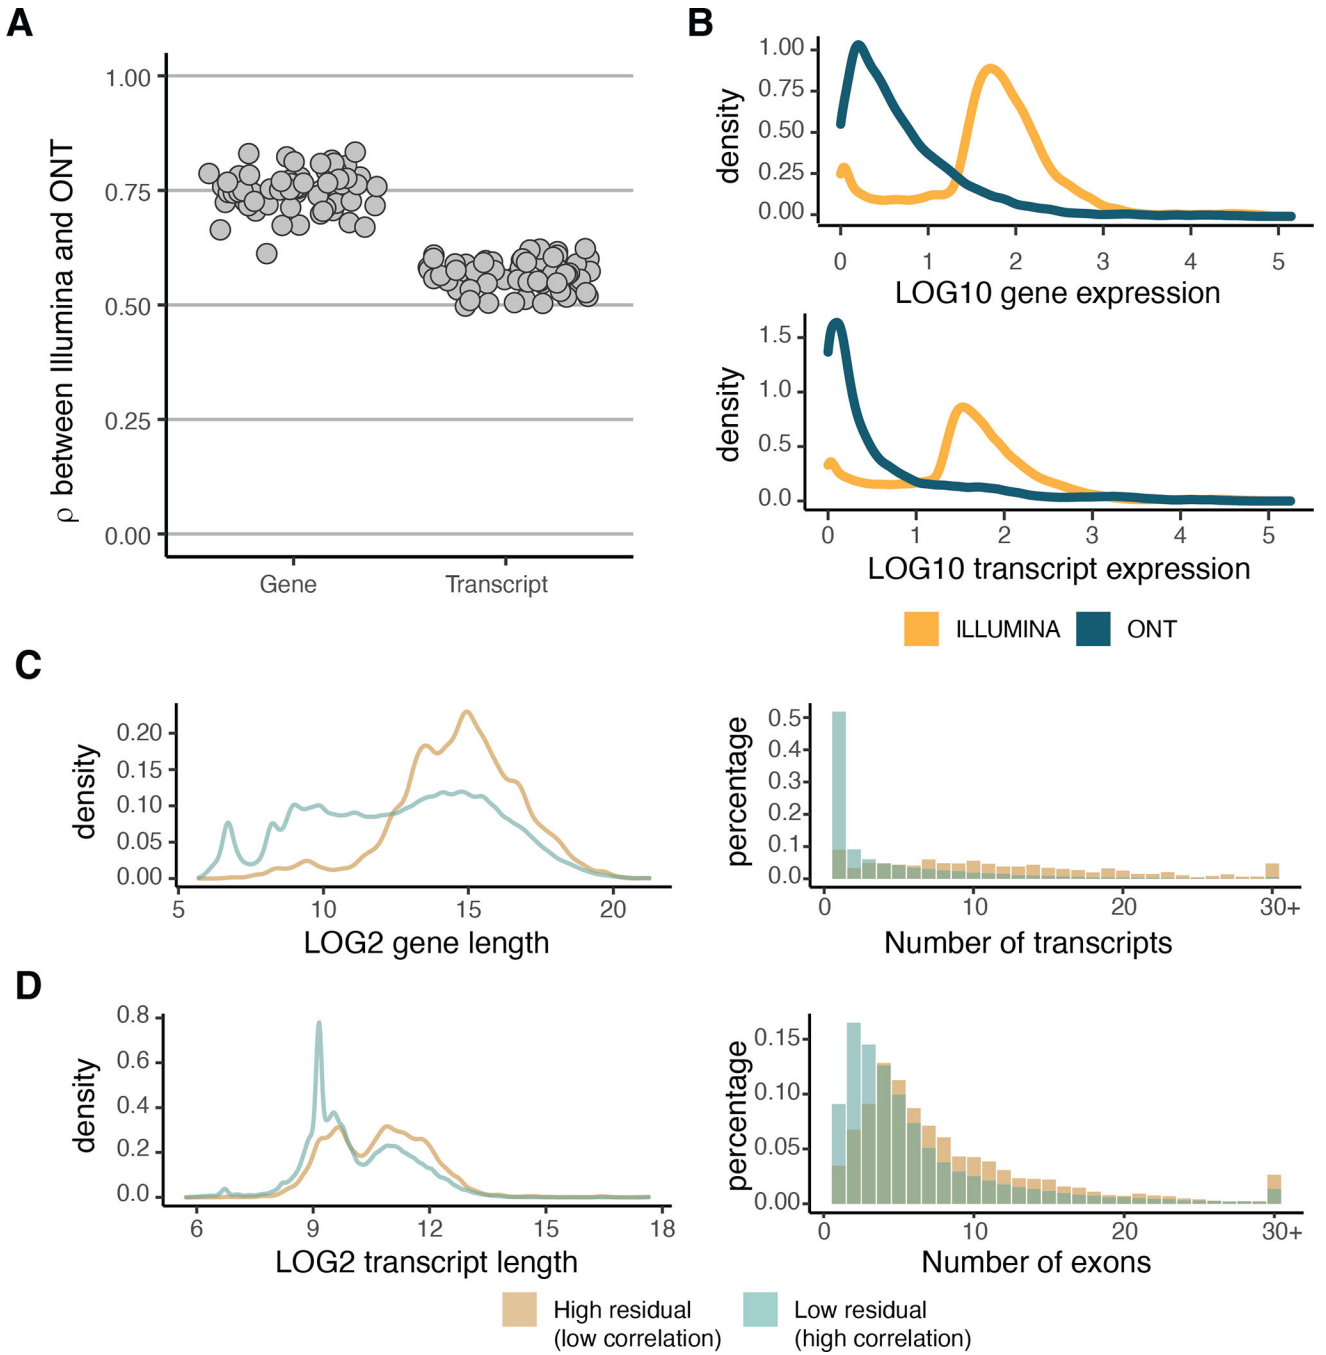 A
ρ between Illumina and ONT
1.00
0.75
0.50
0.25
0.00
Gene
Transcript
B
density
1.00
0.75
0.50
0.25
0.00
0 1 2 3 4 5
LOG10 gene expression
density
1.5
1.0
0.5
0.0
0 1 2 3 4 5
LOG10 transcript expression
ILLUMINA
ONT
C
density
0.20
0.15
0.10
0.05
0.00
5 10 15 20
LOG2 gene length
percentage
0.5
0.4
0.3
0.2
0.1
0.0
0 10 20 30+
Number of transcripts
D
density
0.8
0.6
0.4
0.2
0.0
6 9 12 15 18
LOG2 transcript length
percentage
0.15
0.10
0.05
0.00
0 10 20 30+
Number of exons
High residual
(low correlation)
Low residual
(high correlation)